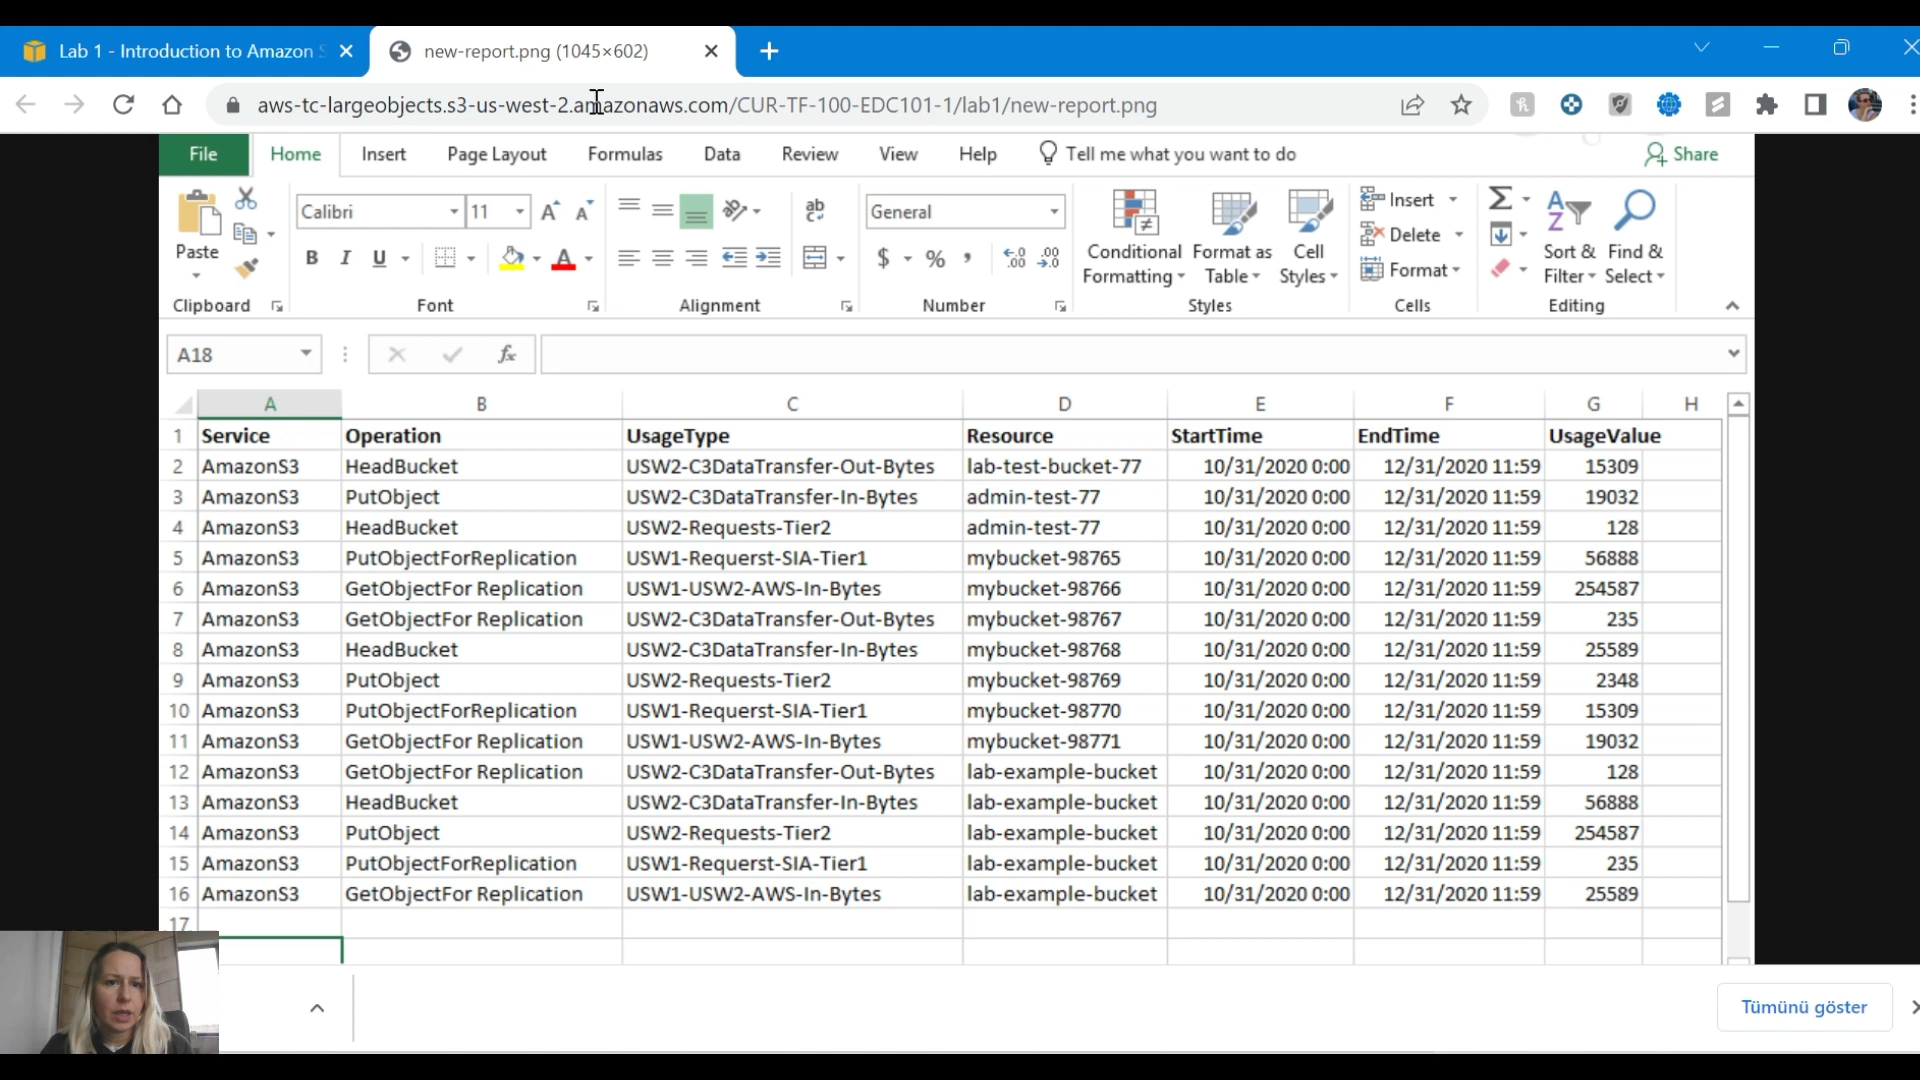 Lab 1 - Introduction to Amazon S
new-report.png (1045×602)
aws-tc-largeobjects.s3-us-west-2.amazonaws.com/CUR-TF-100-EDC101-1/lab1/new-report.png
File Home Insert Page Layout Formulas Data Review View Help Tell me what you want to do Share
Calibri 11 General Insert
Delete
Format
Paste
B I U $ % ,
Conditional Formatting Format as Table Cell Styles Sort & Filter Find & Select
Clipboard Font Alignment Number Styles Cells Editing
A18 fx
A B C D E F G H
1 Service Operation UsageType Resource StartTime EndTime UsageValue
2 AmazonS3 HeadBucket USW2-C3DataTransfer-Out-Bytes lab-test-bucket-77 10/31/2020 0:00 12/31/2020 11:59 15309
3 AmazonS3 PutObject USW2-C3DataTransfer-In-Bytes admin-test-77 10/31/2020 0:00 12/31/2020 11:59 19032
4 AmazonS3 HeadBucket USW2-Requests-Tier2 admin-test-77 10/31/2020 0:00 12/31/2020 11:59 128
5 AmazonS3 PutObjectForReplication USW1-Requerst-SIA-Tier1 mybucket-98765 10/31/2020 0:00 12/31/2020 11:59 56888
6 AmazonS3 GetObjectFor Replication USW1-USW2-AWS-In-Bytes mybucket-98766 10/31/2020 0:00 12/31/2020 11:59 254587
7 AmazonS3 GetObjectFor Replication USW2-C3DataTransfer-Out-Bytes mybucket-98767 10/31/2020 0:00 12/31/2020 11:59 235
8 AmazonS3 HeadBucket USW2-C3DataTransfer-In-Bytes mybucket-98768 10/31/2020 0:00 12/31/2020 11:59 25589
9 AmazonS3 PutObject USW2-Requests-Tier2 mybucket-98769 10/31/2020 0:00 12/31/2020 11:59 2348
10 AmazonS3 PutObjectForReplication USW1-Requerst-SIA-Tier1 mybucket-98770 10/31/2020 0:00 12/31/2020 11:59 15309
11 AmazonS3 GetObjectFor Replication USW1-USW2-AWS-In-Bytes mybucket-98771 10/31/2020 0:00 12/31/2020 11:59 19032
12 AmazonS3 GetObjectFor Replication USW2-C3DataTransfer-Out-Bytes lab-example-bucket 10/31/2020 0:00 12/31/2020 11:59 128
13 AmazonS3 HeadBucket USW2-C3DataTransfer-In-Bytes lab-example-bucket 10/31/2020 0:00 12/31/2020 11:59 56888
14 AmazonS3 PutObject USW2-Requests-Tier2 lab-example-bucket 10/31/2020 0:00 12/31/2020 11:59 254587
15 AmazonS3 PutObjectForReplication USW1-Requerst-SIA-Tier1 lab-example-bucket 10/31/2020 0:00 12/31/2020 11:59 235
16 AmazonS3 GetObjectFor Replication USW1-USW2-AWS-In-Bytes lab-example-bucket 10/31/2020 0:00 12/31/2020 11:59 25589
17
Tümünü göster